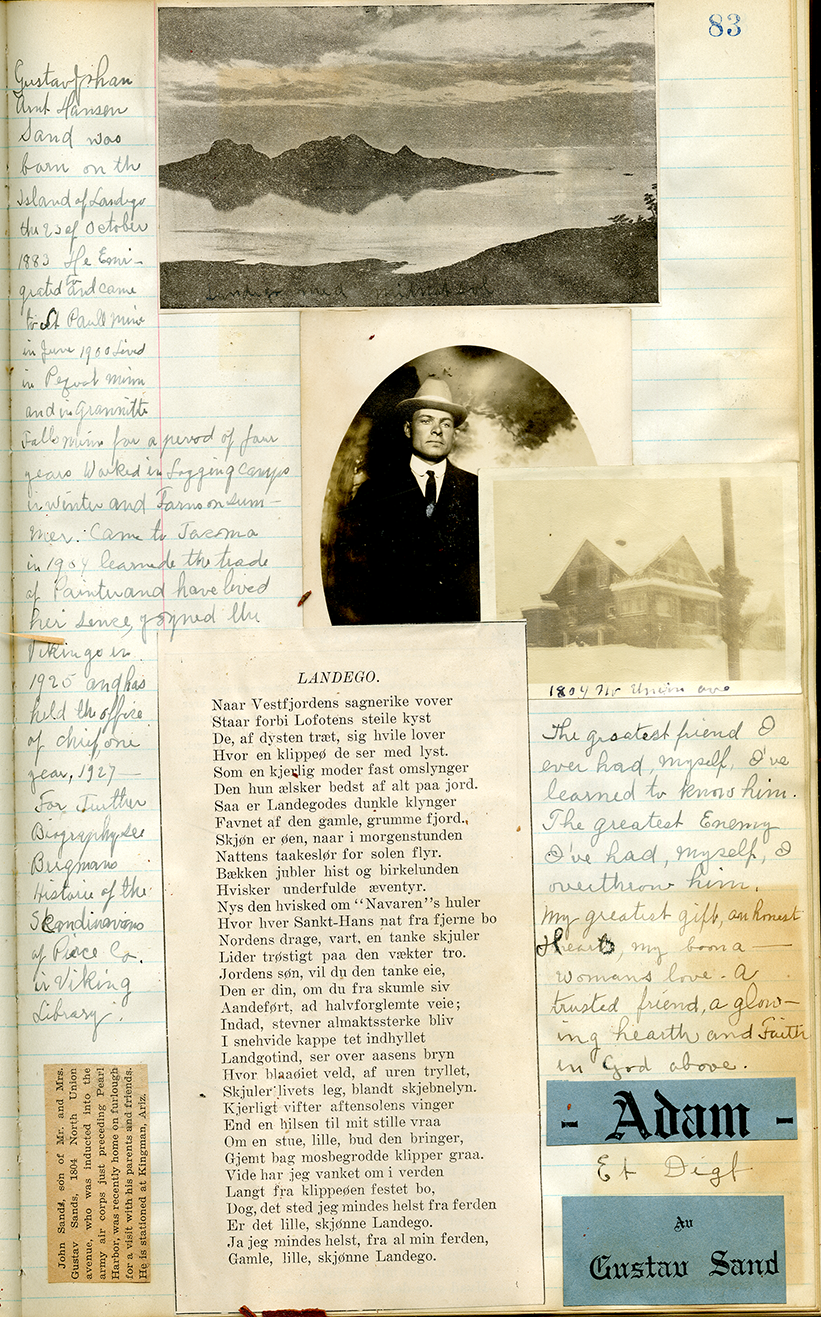 83
Gustav Johan
Arnt Hansen
Sand was
born on the
Island of Landego
the 23 of October
1883 He Emi-
grated and came
to St Paul Minn
in June 1900 Lived
in Minn
and in Grannitte
Falls Minn for a perod of four
years Worked in Logging Camps
in winter and Farms on Sum-
mer. Came to Tacoma
in 1904 learned the trade
of Painter and have lived
her sence, joyned the
Vikings in
1925 and has
held the office
of chief one
year, 1927 —
For Further
Biography see
Bergmans
Historie of the
Scandinavians
of Pierce Co.
in Viking
Library.
John Sands, son of Mr. and Mrs.
Gustav Sands, 1804 North Union
avenue, who was inducted into the
army air corps just preceding Pearl
Harbor, was recently home on furlough
for a visit with his parents and friends.
He is stationed at Kingman, Ariz.
Landego med
1804 No Union ave
LANDEGO.
Naar Vestfjordens sagnerike vover
Staar forbi Lofotens steile kyst
De, af dysten træt, sig hvile lover
Hvor en klippeø de ser med lyst.
Som en kjerlig moder fast omslynger
Den hun ælsker bedst af alt paa jord.
Saa er Landegodes dunkle klynger
Favnet af den gamle, grumme fjord.,
Skjøn er øen, naar i morgenstunden
Nattens taakeslør for solen flyr.
Bækken jubler hist og birkelunden
Hvisker underfulde æventyr.
Nys den hvisked om "Navaren"s huler
Hvor hver Sankt-Hans nat fra fjerne bo
Nordens drage, vart, en tanke skjuler
Lider trøstigt paa den vækter tro.
Jordens søn, vil du den tanke eie,
Den er din, om du fra skumle siv
Aandeført, ad halvforglemte veie;
Indad, stevner almaktssterke bliv
I snehvide kappe tet indhyllet
Landgotind, ser over aasens bryn
Hvor blaaøiet veld, af uren tryllet,
Skjuler livets leg, blandt skjebnelyn.
Kjerligt vifter aftensolens vinger
End en hilsen til mit stille vraa
Om en stue, lille, bud den bringer,
Gjemt bag mosbegrodde klipper graa.
Vide har jeg vanket om i verden
Langt fra klippeøen festet bo,
Dog, det sted jeg mindes helst fra ferden
Er det lille, skjønne Landego.
Ja jeg mindes helst, fra al min ferden,
Gamle, lille, skjønne Landego.
The greatest friend I
ever had, myself, I've
learned to know him.
The greatest Enemy
I've had, myself, I
overthrow him.
My greatest gift, an honest
Heart, my boon a —
womans love. A
trusted friend, a glow-
ing hearth and Faith
in God above.
- Adam -
Et Digt
Av
Gustav Sand